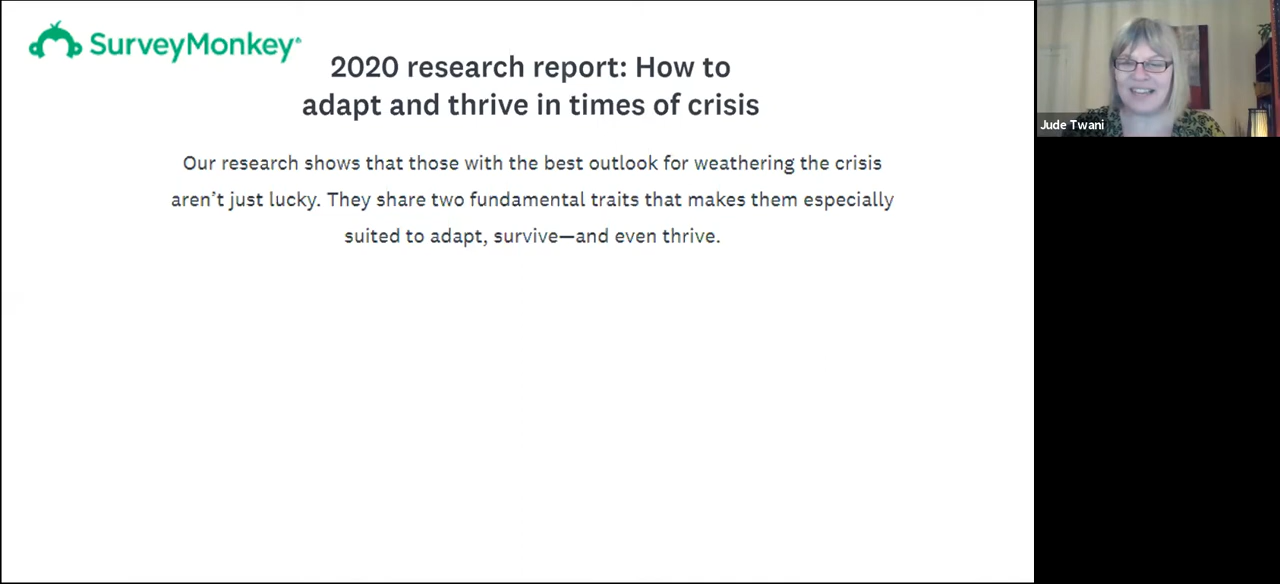 SurveyMonkey®
2020 research report: How to
adapt and thrive in times of crisis
Our research shows that those with the best outlook for weathering the crisis
aren’t just lucky. They share two fundamental traits that makes them especially
suited to adapt, survive—and even thrive.
Jude Twani